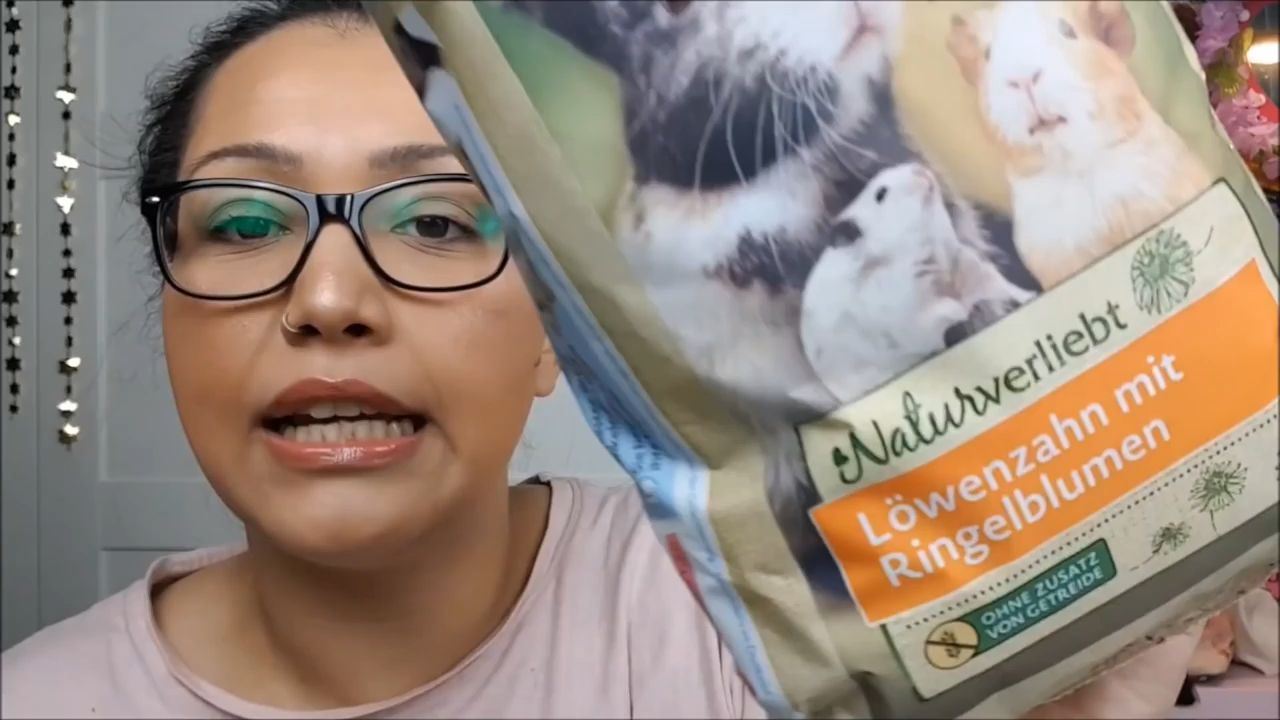 Naturverliebt
Löwenzahn mit
Ringelblumen
OHNE ZUSATZ
VON GETREIDE